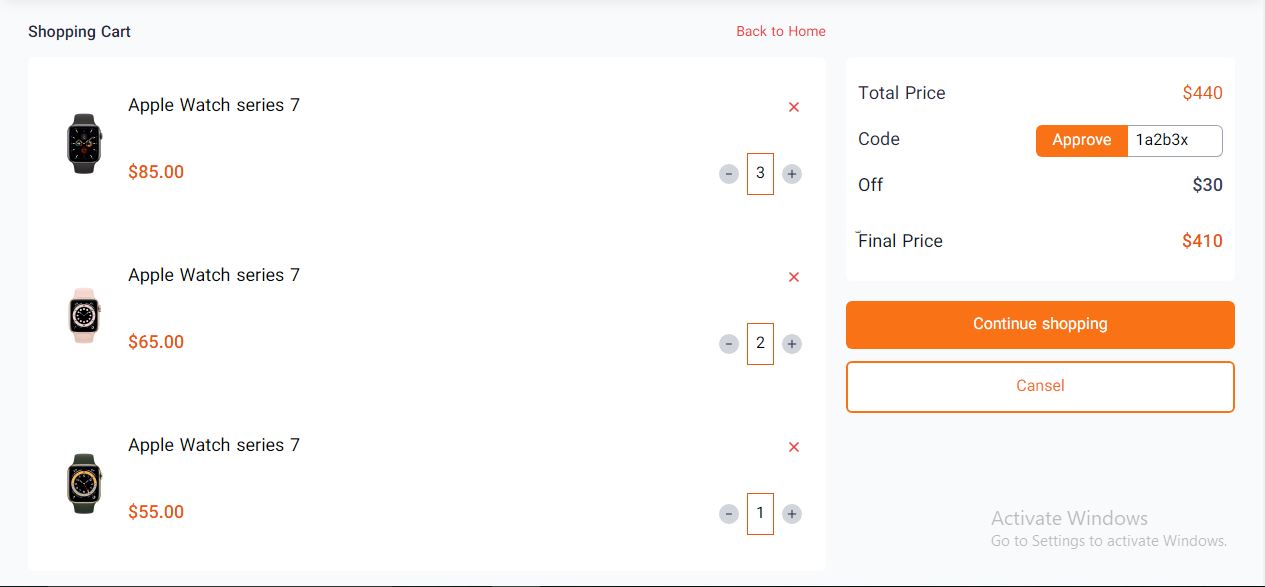 Shopping Cart
Back to Home
Apple Watch series 7
×
$85.00
- 3 +
Apple Watch series 7
×
$65.00
- 2 +
Apple Watch series 7
×
$55.00
- 1 +
Total Price $440
Code Approve 1a2b3x
Off $30
Final Price $410
Continue shopping
Cansel
Activate Windows
Go to Settings to activate Windows.